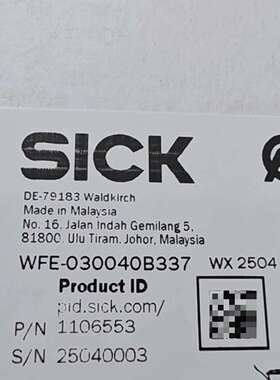 SICK
DE-79183 Waldkirch
Made in Malaysia
No. 16, Jalan Indah Gemilang 5,
81800, Ulu Tiram, Johor, Malaysia
WFE-030040B337 WX 2504
Product ID
pid.sick.com/
P/N 1106553
S/N 25040003